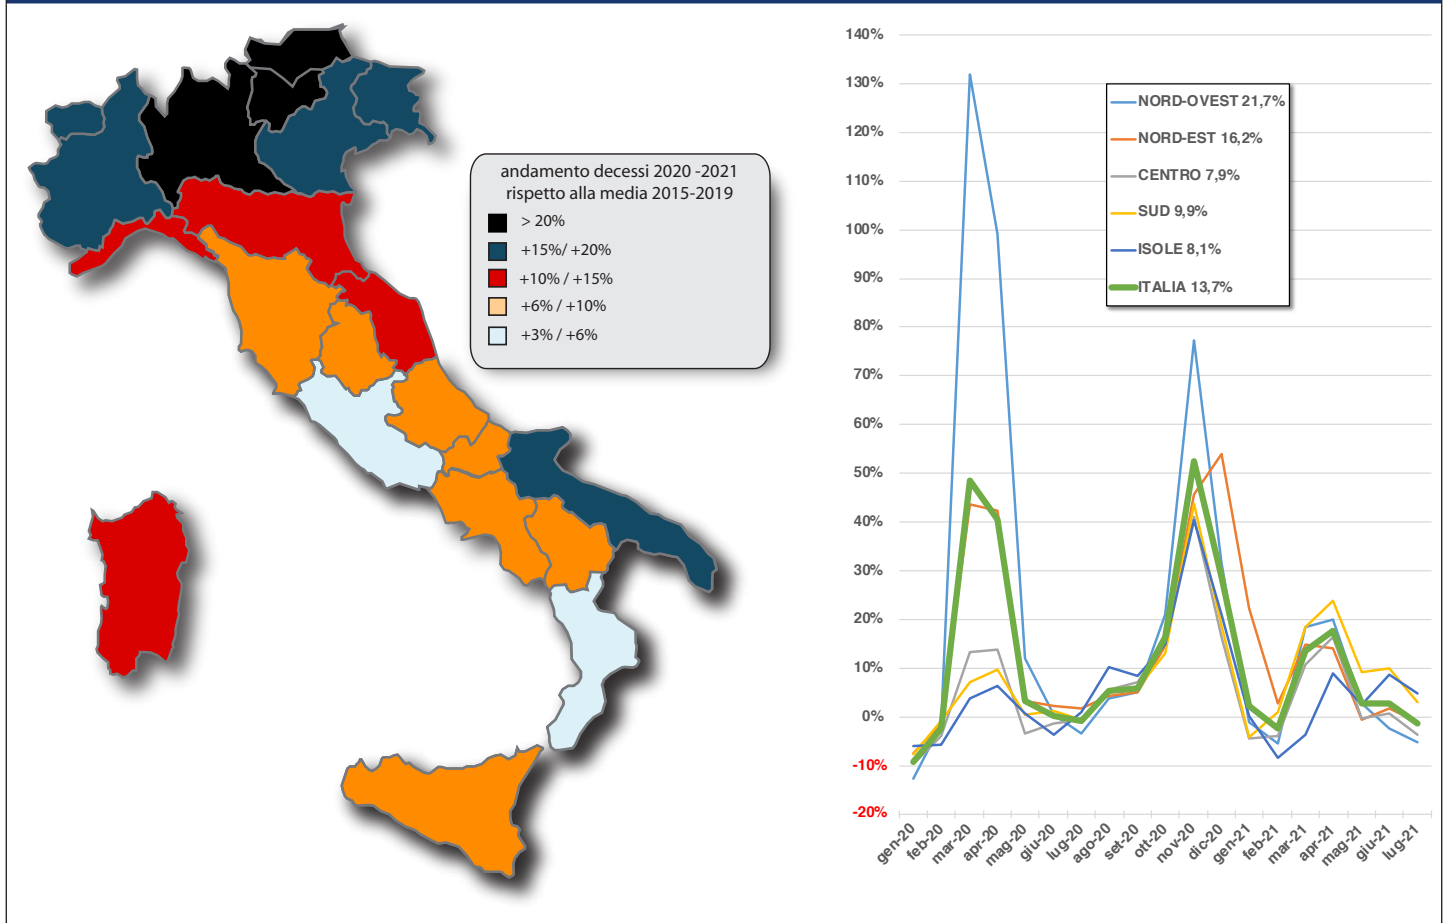 andamento decessi 2020 -2021
rispetto alla media 2015-2019
> 20%
+15%/ +20%
+10% / +15%
+6% / +10%
+3% / +6%
140%
130%
120%
110%
100%
90%
80%
70%
60%
50%
40%
30%
20%
10%
0%
-10%
-20%
NORD-OVEST 21,7%
NORD-EST 16,2%
CENTRO 7,9%
SUD 9,9%
ISOLE 8,1%
ITALIA 13,7%
gen-20
feb-20
mar-20
apr-20
mag-20
giu-20
lug-20
ago-20
set-20
ott-20
nov-20
dic-20
gen-21
feb-21
mar-21
apr-21
mag-21
giu-21
lug-21